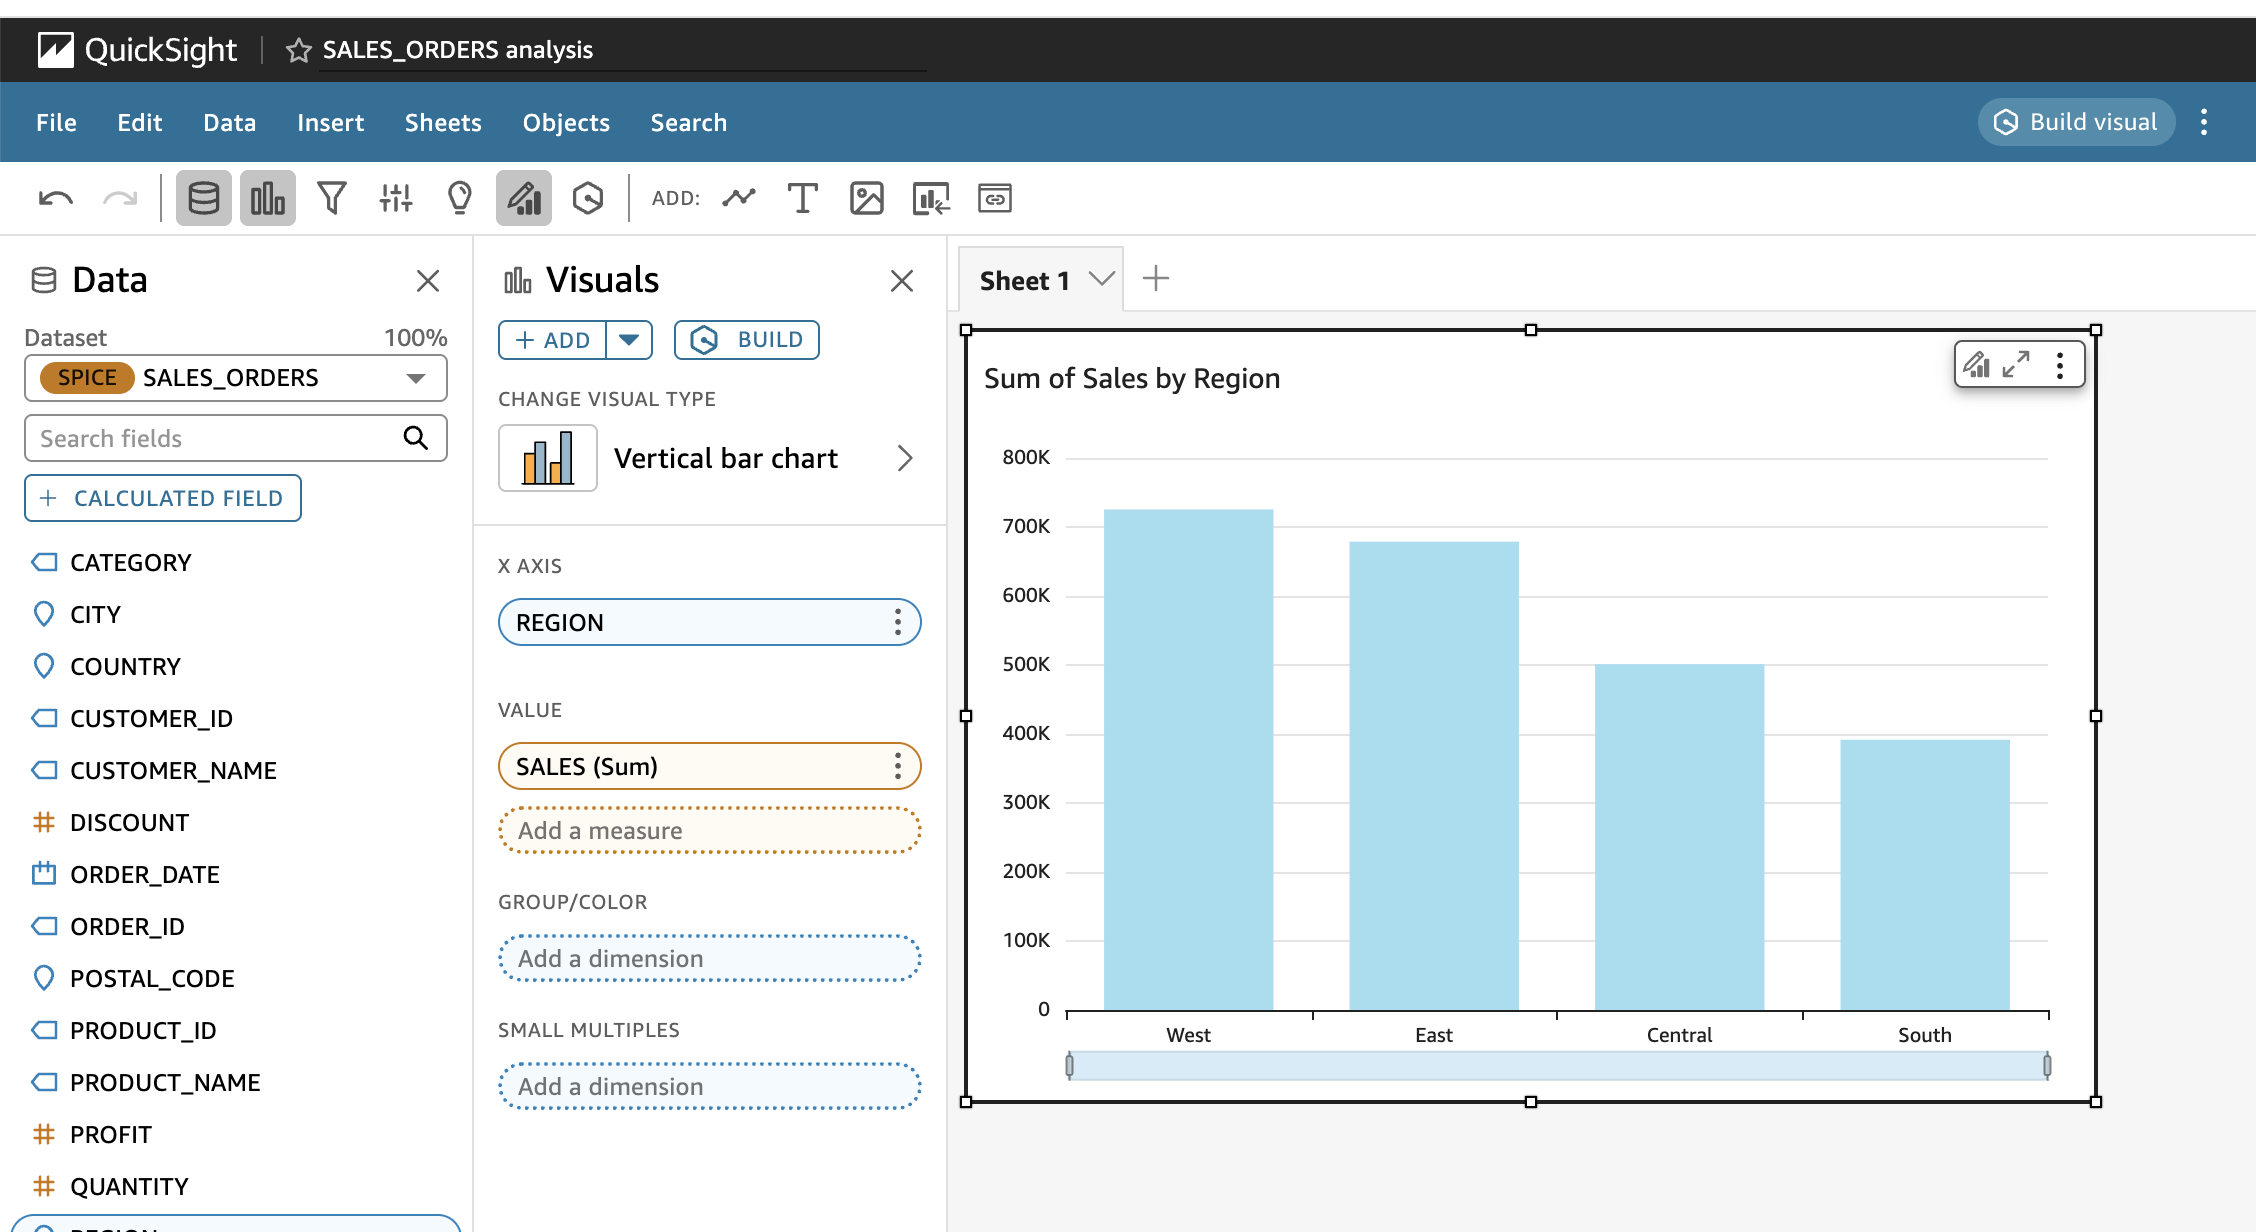 QuickSight
SALES_ORDERS analysis
File Edit Data Insert Sheets Objects Search
Build visual
ADD:
Data
Dataset 100%
SPICE SALES_ORDERS
Search fields
+ CALCULATED FIELD
CATEGORY
CITY
COUNTRY
CUSTOMER_ID
CUSTOMER_NAME
DISCOUNT
ORDER_DATE
ORDER_ID
POSTAL_CODE
PRODUCT_ID
PRODUCT_NAME
PROFIT
QUANTITY
REGION
Visuals
+ ADD
BUILD
CHANGE VISUAL TYPE
Vertical bar chart
X AXIS
REGION
VALUE
SALES (Sum)
Add a measure
GROUP/COLOR
Add a dimension
SMALL MULTIPLES
Add a dimension
Sheet 1
Sum of Sales by Region
800K
700K
600K
500K
400K
300K
200K
100K
0
West East Central South